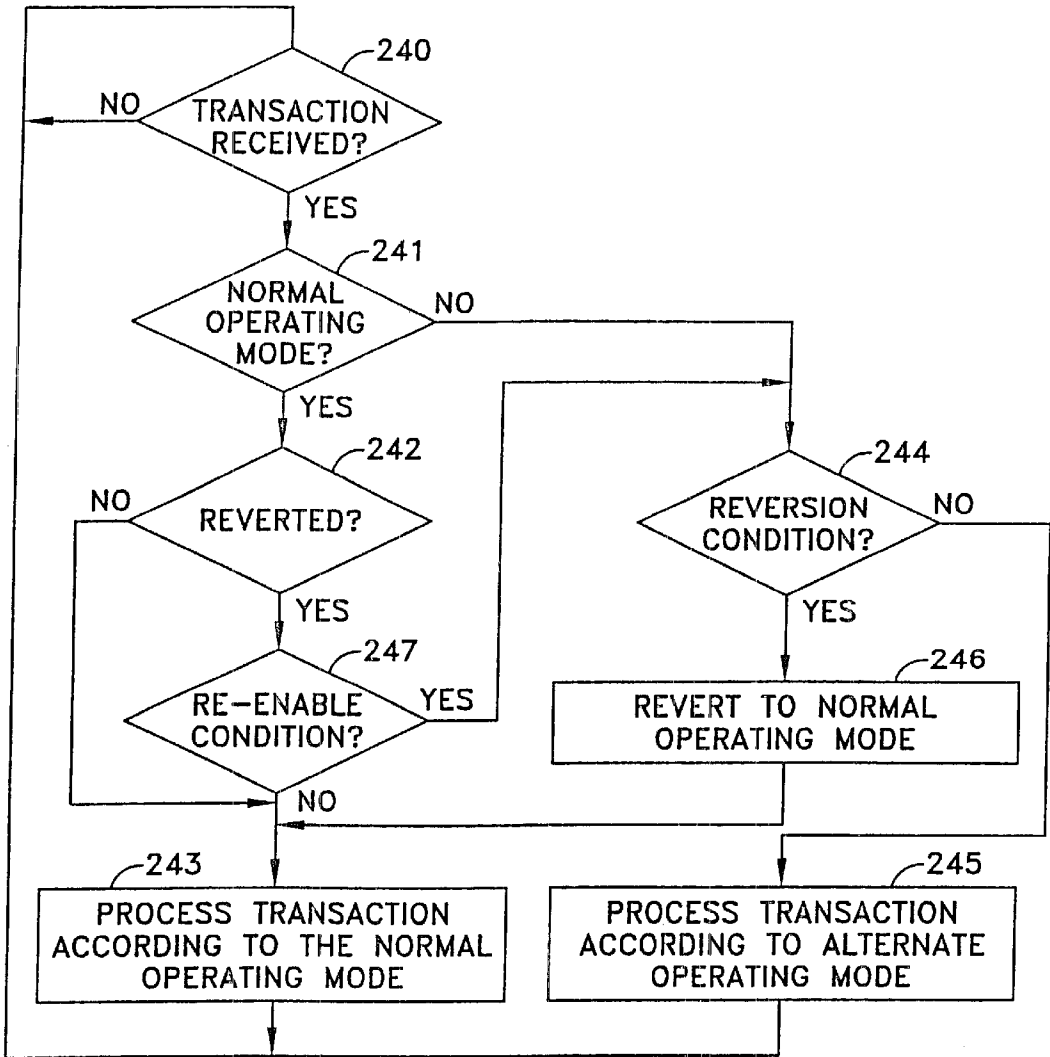 240
NO
TRANSACTION
RECEIVED?
YES
241
NORMAL
OPERATING
MODE?
NO
YES
242
NO
REVERTED?
244
REVERSION
CONDITION?
NO
YES
YES
247
RE-ENABLE
CONDITION?
YES
246
REVERT TO NORMAL
OPERATING MODE
NO
243
PROCESS TRANSACTION
ACCORDING TO THE NORMAL
OPERATING MODE
245
PROCESS TRANSACTION
ACCORDING TO ALTERNATE
OPERATING MODE